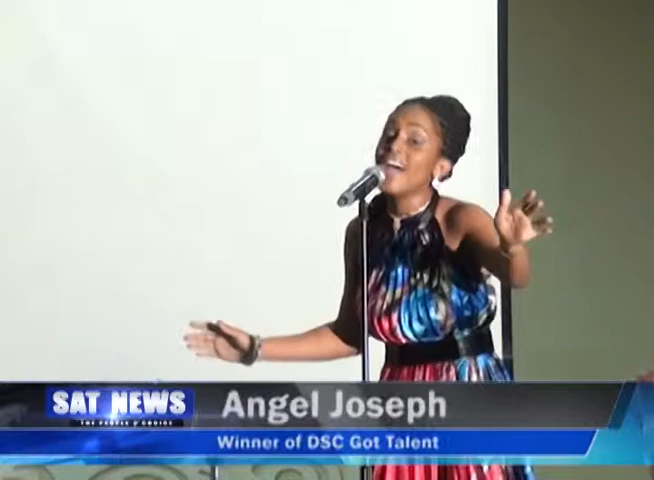 SAT NEWS
THE PEOPLE'S CHOICE
Angel Joseph
Winner of DSC Got Talent